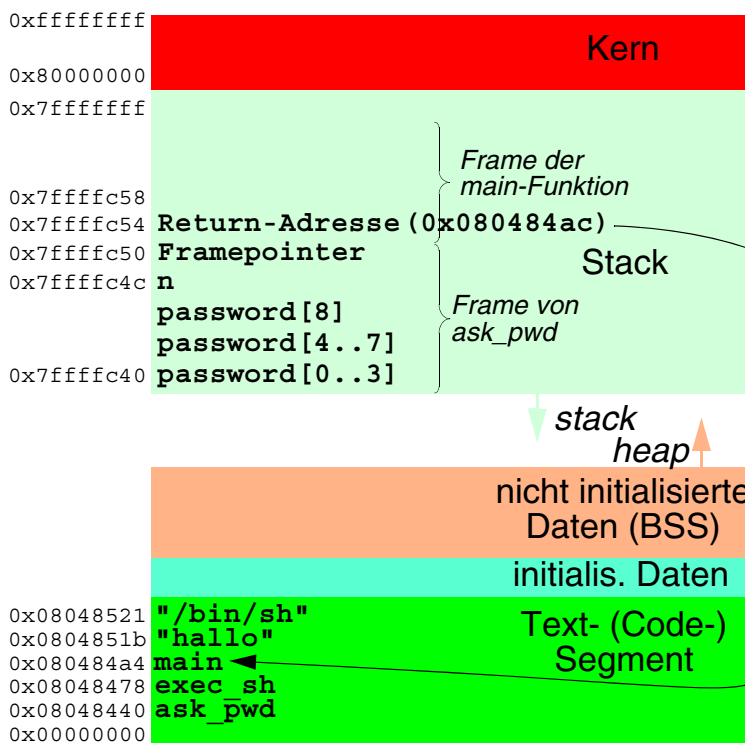 0xffffffff
Kern
0x80000000
0x7fffffff
Frame der
main-Funktion
0x7ffffc58
0x7ffffc54 Return-Adresse(0x080484ac)
0x7ffffc50 Framepointer
Stack
0x7ffffc4c n
password[8]
Frame von
ask_pwd
password[4..7]
0x7ffffc40 password[0..3]
stack
heap
nicht initialisierte
Daten (BSS)
initialis. Daten
0x08048521 "/bin/sh"
0x0804851b "hallo"
Text- (Code-)
Segment
0x080484a4 main
0x08048478 exec_sh
0x08048440 ask_pwd
0x00000000